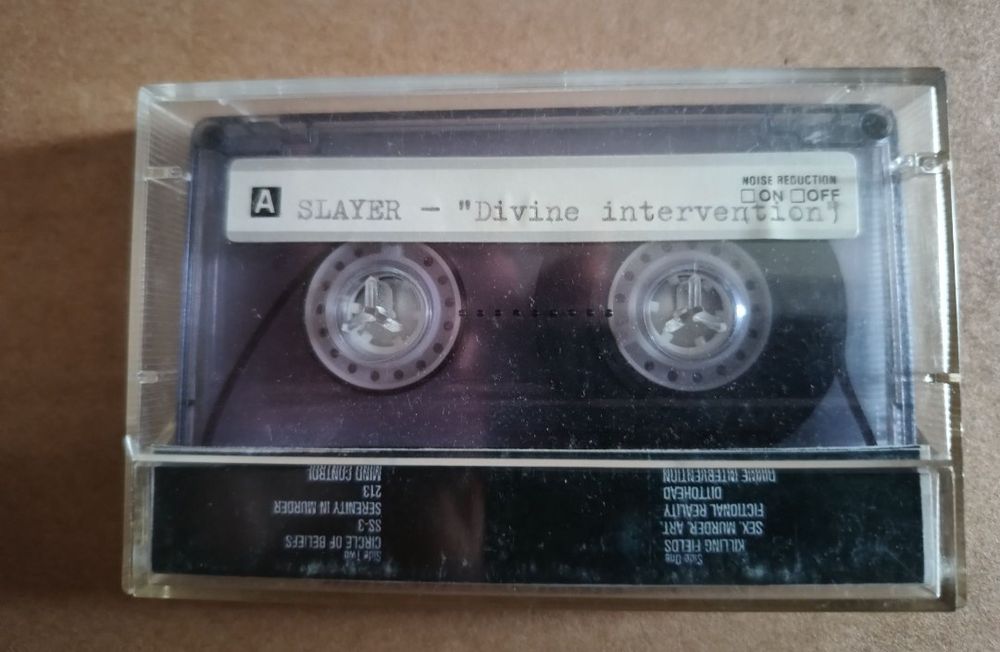 A
NOISE REDUCTION
☐ON ☐OFF
SLAYER — "Divine intervention"
Side One
KILLING FIELDS
SEX. MURDER. ART.
FICTIONAL REALITY
DITTOHEAD
DIVINE INTERVENTION
Side Two
CIRCLE OF BELIEFS
SS-3
SERENITY IN MURDER
213
MIND CONTROL